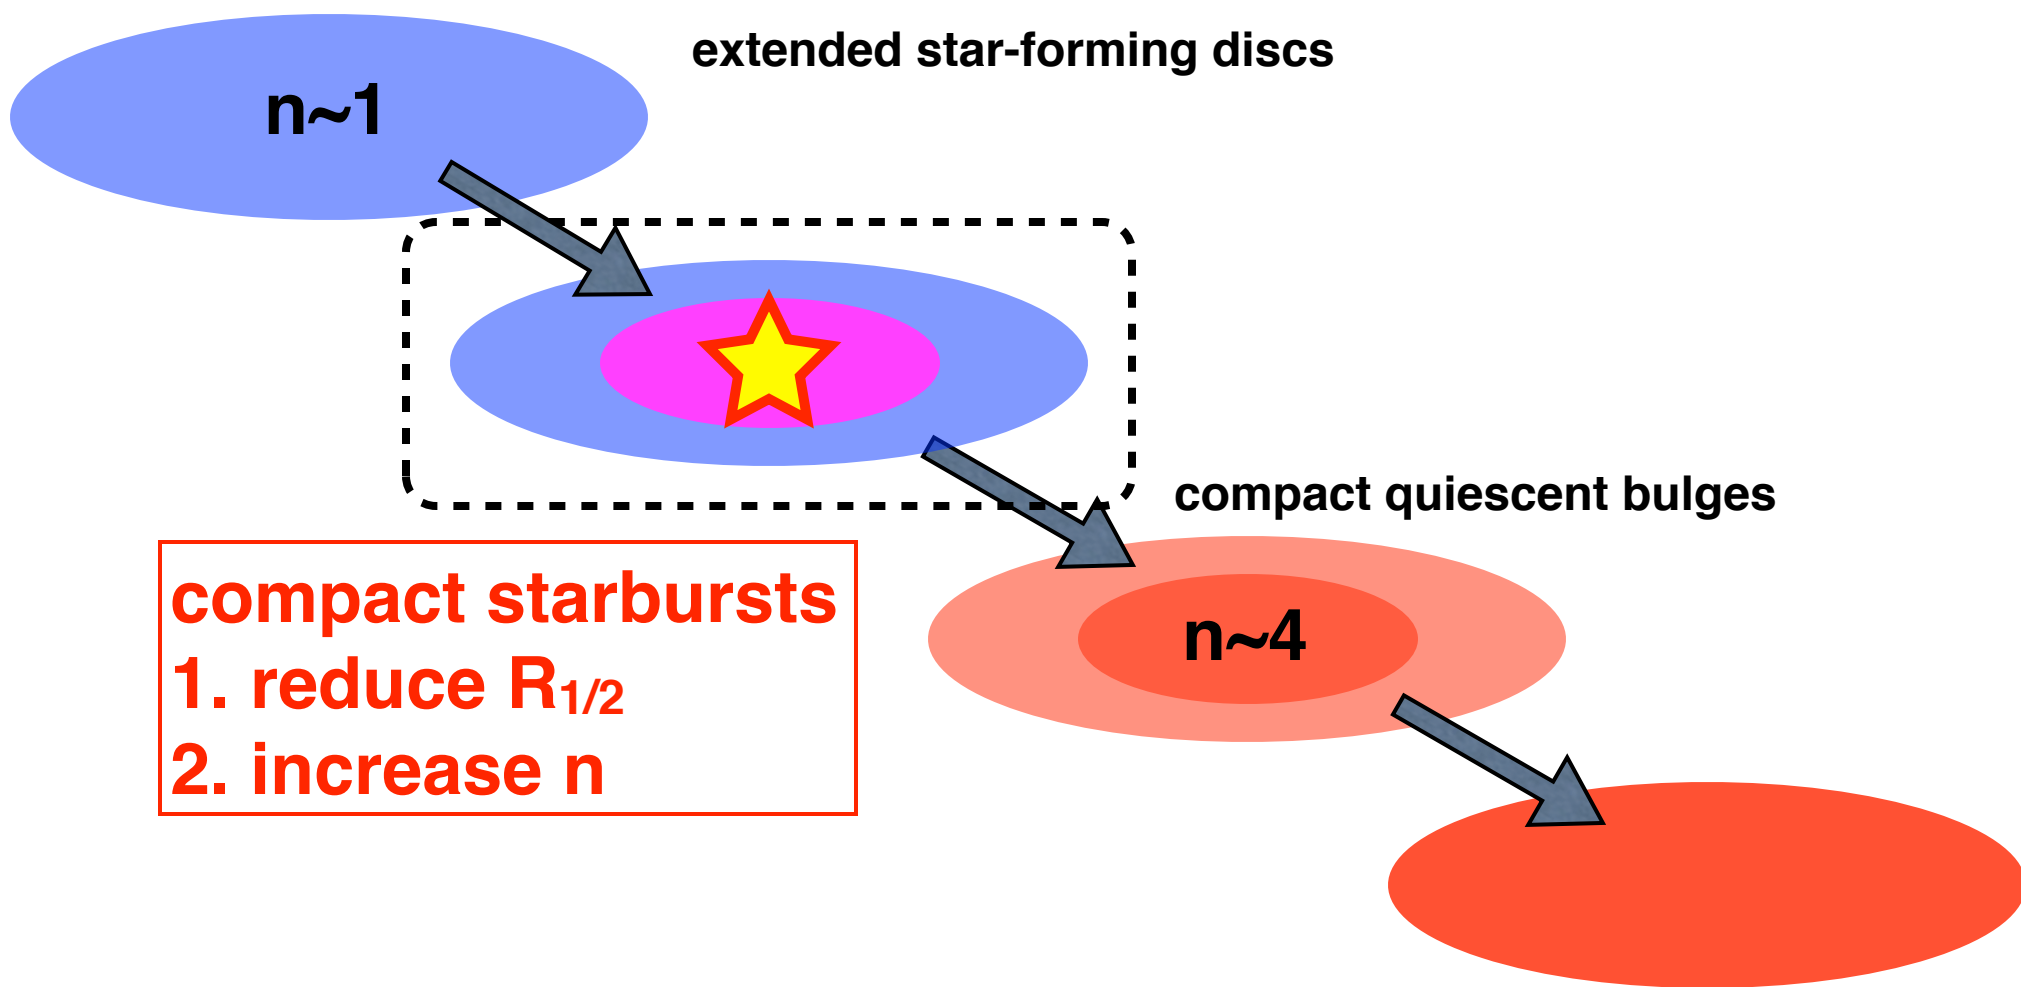 extended star-forming discs
n~1
compact quiescent bulges
compact starbursts
1. reduce R1/2
2. increase n
n~4